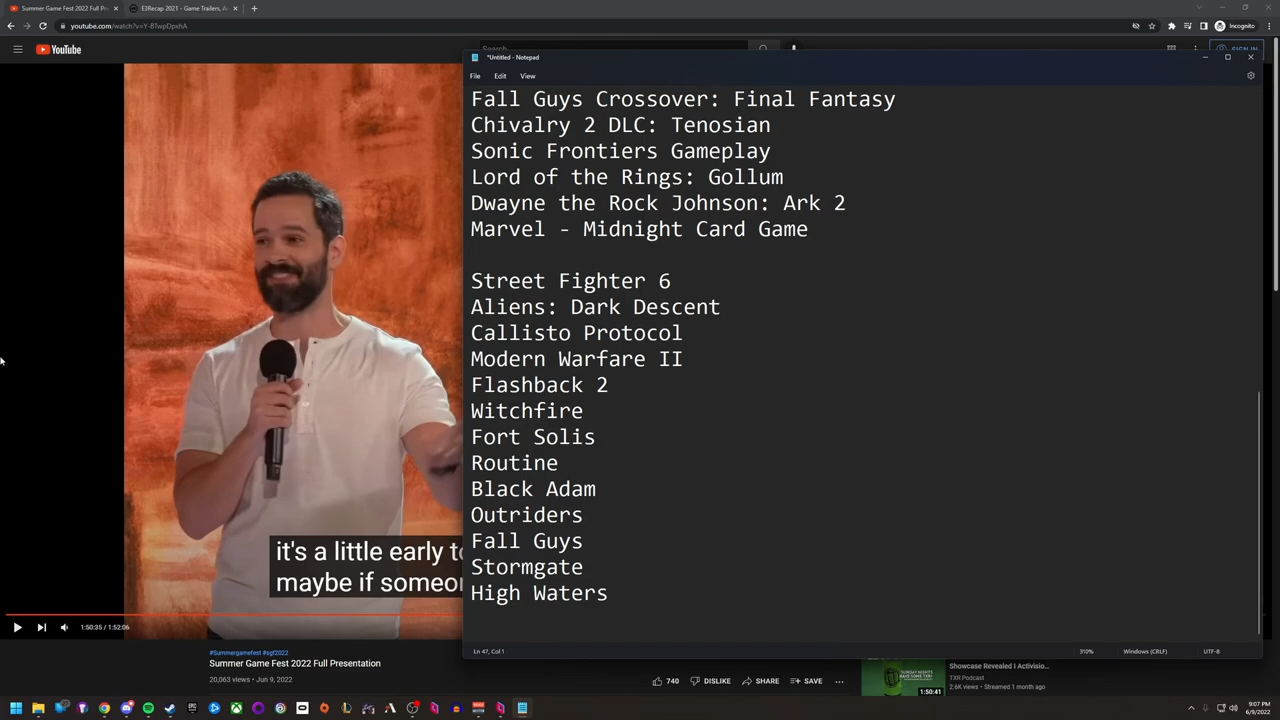 Summer Game Fest 2022 Full Pr
E3Recap 2021 - Game Trailers, A
youtube.com/watch?v=Y-BTwpDpxhA
Incognito
YouTube
Search
SIGN IN
*Untitled - Notepad
File Edit View
Fall Guys Crossover: Final Fantasy
Chivalry 2 DLC: Tenosian
Sonic Frontiers Gameplay
Lord of the Rings: Gollum
Dwayne the Rock Johnson: Ark 2
Marvel - Midnight Card Game
Street Fighter 6
Aliens: Dark Descent
Callisto Protocol
Modern Warfare II
Flashback 2
Witchfire
Fort Solis
Routine
Black Adam
Outriders
Fall Guys
Stormgate
High Waters
it's a little early to
maybe if someon
1:50:35 / 1:52:06
Ln 47, Col 1
310%
Windows (CRLF)
UTF-8
#Summergamefest #sgf2022
Summer Game Fest 2022 Full Presentation
20,063 views • Jun 9, 2022
740 DISLIKE SHARE SAVE
Showcase Revealed I Activisio...
TXR Podcast
2.6K views • Streamed 1 month ago
1:50:41
9:07 PM
6/9/2022